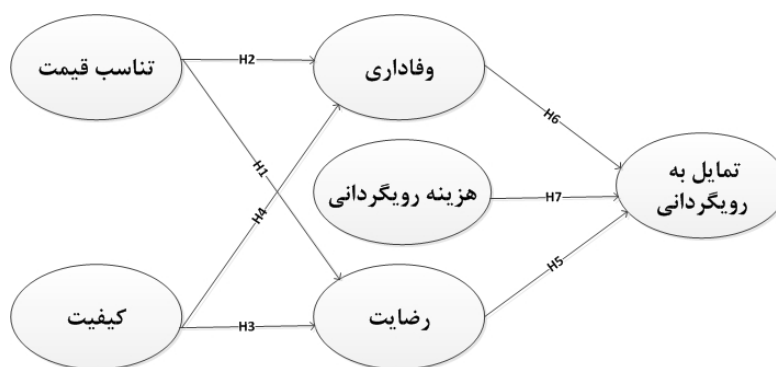 تناسب قیمت
H2
وفاداری
H6
H1
H4
هزینه رویگردانی
H7
تمایل به
رویگردانی
H5
کیفیت
H3
رضایت